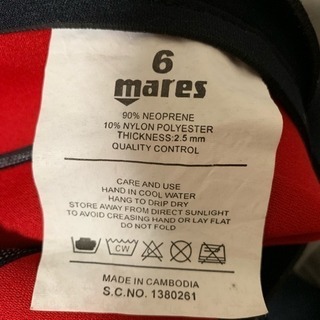 6
mares
90% NEOPRENE
10% NYLON POLYESTER
THICKNESS:2.5 mm
QUALITY CONTROL
CARE AND USE
HAND IN COOL WATER
HANG TO DRIP DRY
STORE AWAY FROM DIRECT SUNLIGHT
TO AVOID CREASING HAND OR LAY FLAT
DO NOT FOLD
CW
MADE IN CAMBODIA
S.C.NO. 1380261